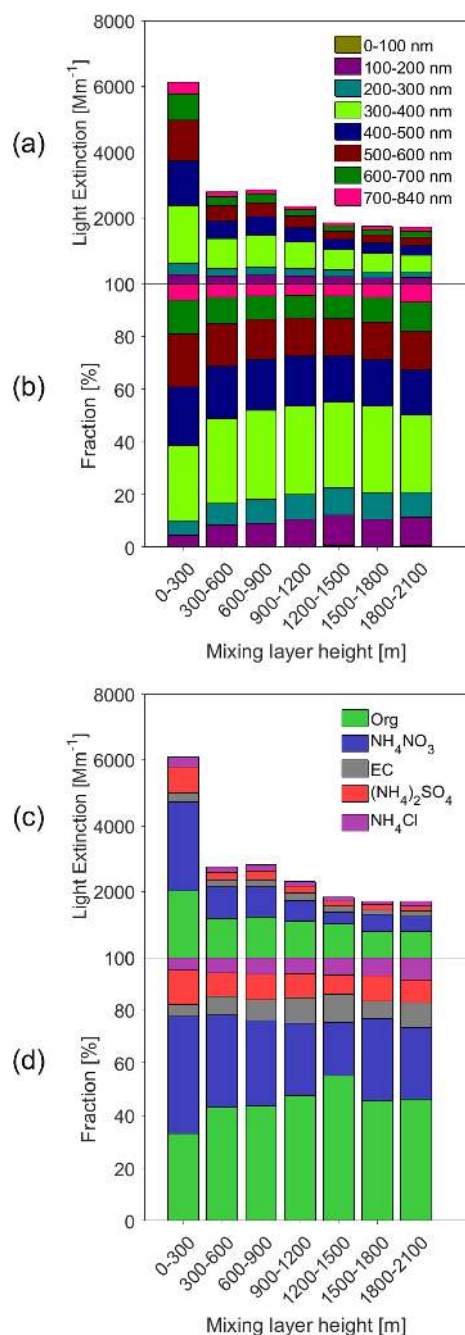 (a)
Light Extinction [Mm⁻¹]
8000
6000
4000
2000
0-100 nm
100-200 nm
200-300 nm
300-400 nm
400-500 nm
500-600 nm
600-700 nm
700-840 nm
(b)
Fraction [%]
100
80
60
40
20
0
0-300
300-600
600-900
900-1200
1200-1500
1500-1800
1800-2100
Mixing layer height [m]
(c)
Light Extinction [Mm⁻¹]
8000
6000
4000
2000
Org
NH₄NO₃
EC
(NH₄)₂SO₄
NH₄Cl
(d)
Fraction [%]
100
80
60
40
20
0
0-300
300-600
600-900
900-1200
1200-1500
1500-1800
1800-2100
Mixing layer height [m]